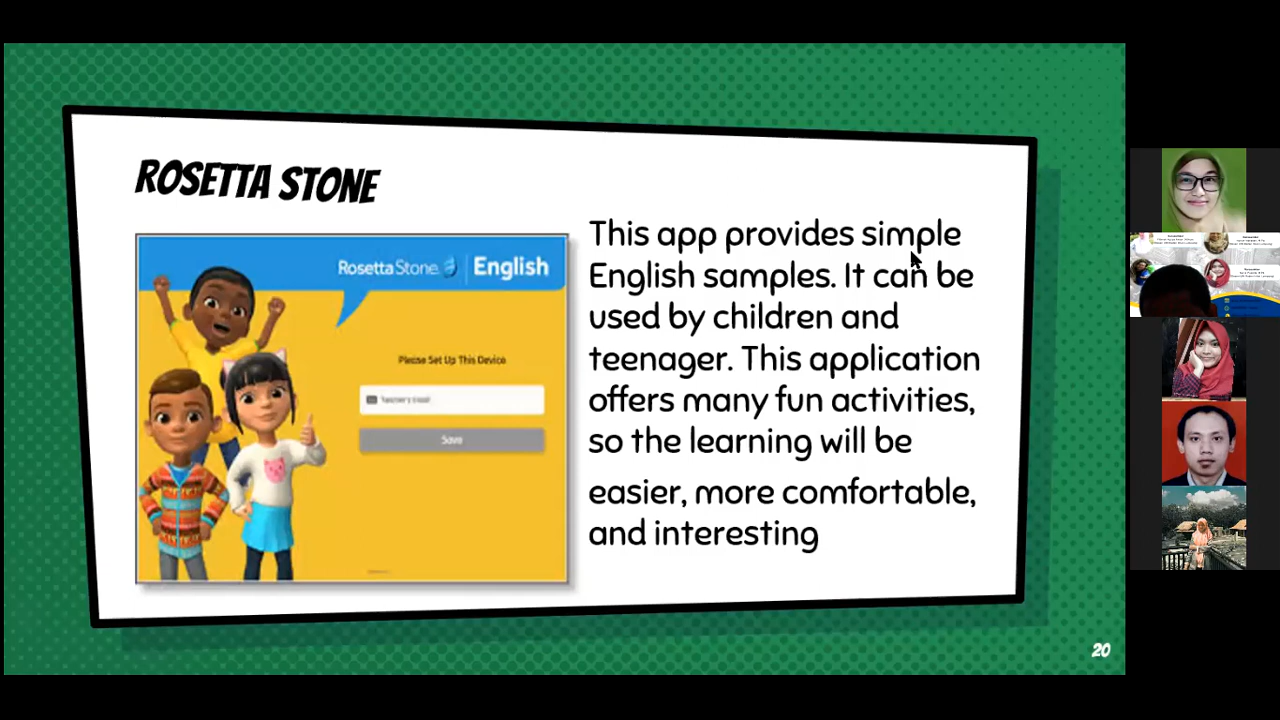 ROSETTA STONE
RosettaStone English
Please Set Up This Device
Save
This app provides simple
English samples. It can be
used by children and
teenager. This application
offers many fun activities,
so the learning will be
easier, more comfortable,
and interesting
20